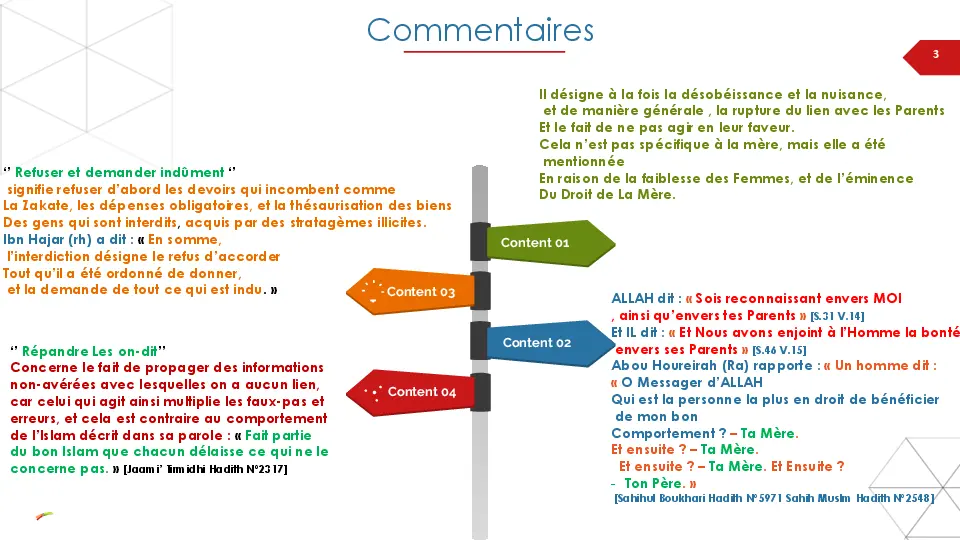 Commentaires
3
Il désigne à la fois la désobéissance et la nuisance,
et de manière générale , la rupture du lien avec les Parents
Et le fait de ne pas agir en leur faveur.
Cela n’est pas spécifique à la mère, mais elle a été
mentionnée
En raison de la faiblesse des Femmes, et de l’éminence
Du Droit de La Mère.
Content 01
ALLAH dit : « Sois reconnaissant envers MOI
, ainsi qu’envers tes Parents » [S.31 V.14]
Et IL dit : « Et Nous avons enjoint à l’Homme la bonté
envers ses Parents » [S.46 V.15]
Abou Houreirah (Ra) rapporte : « Un homme dit :
« O Messager d’ALLAH
Qui est la personne la plus en droit de bénéficier
de mon bon
Comportement ? – Ta Mère.
Et ensuite ? – Ta Mère.
Et ensuite ? – Ta Mère. Et Ensuite ?
- Ton Père. »
[Sahihul Boukhari Hadith N°5971 Sahih Muslm Hadith N°2548]
Content 02
‘’ Refuser et demander indûment ‘’
signifie refuser d’abord les devoirs qui incombent comme
La Zakate, les dépenses obligatoires, et la thésaurisation des biens
Des gens qui sont interdits, acquis par des stratagèmes illicites.
Ibn Hajar (rh) a dit : « En somme,
l’interdiction désigne le refus d’accorder
Tout qu’il a été ordonné de donner,
et la demande de tout ce qui est indu. »
Content 03
‘’ Répandre Les on-dit’’
Concerne le fait de propager des informations
non-avérées avec lesquelles on a aucun lien,
car celui qui agit ainsi multiplie les faux-pas et
erreurs, et cela est contraire au comportement
de l’Islam décrit dans sa parole : « Fait partie
du bon Islam que chacun délaisse ce qui ne le
concerne pas. » [Jaami’ Tirmidhi Hadith N°2317]
Content 04